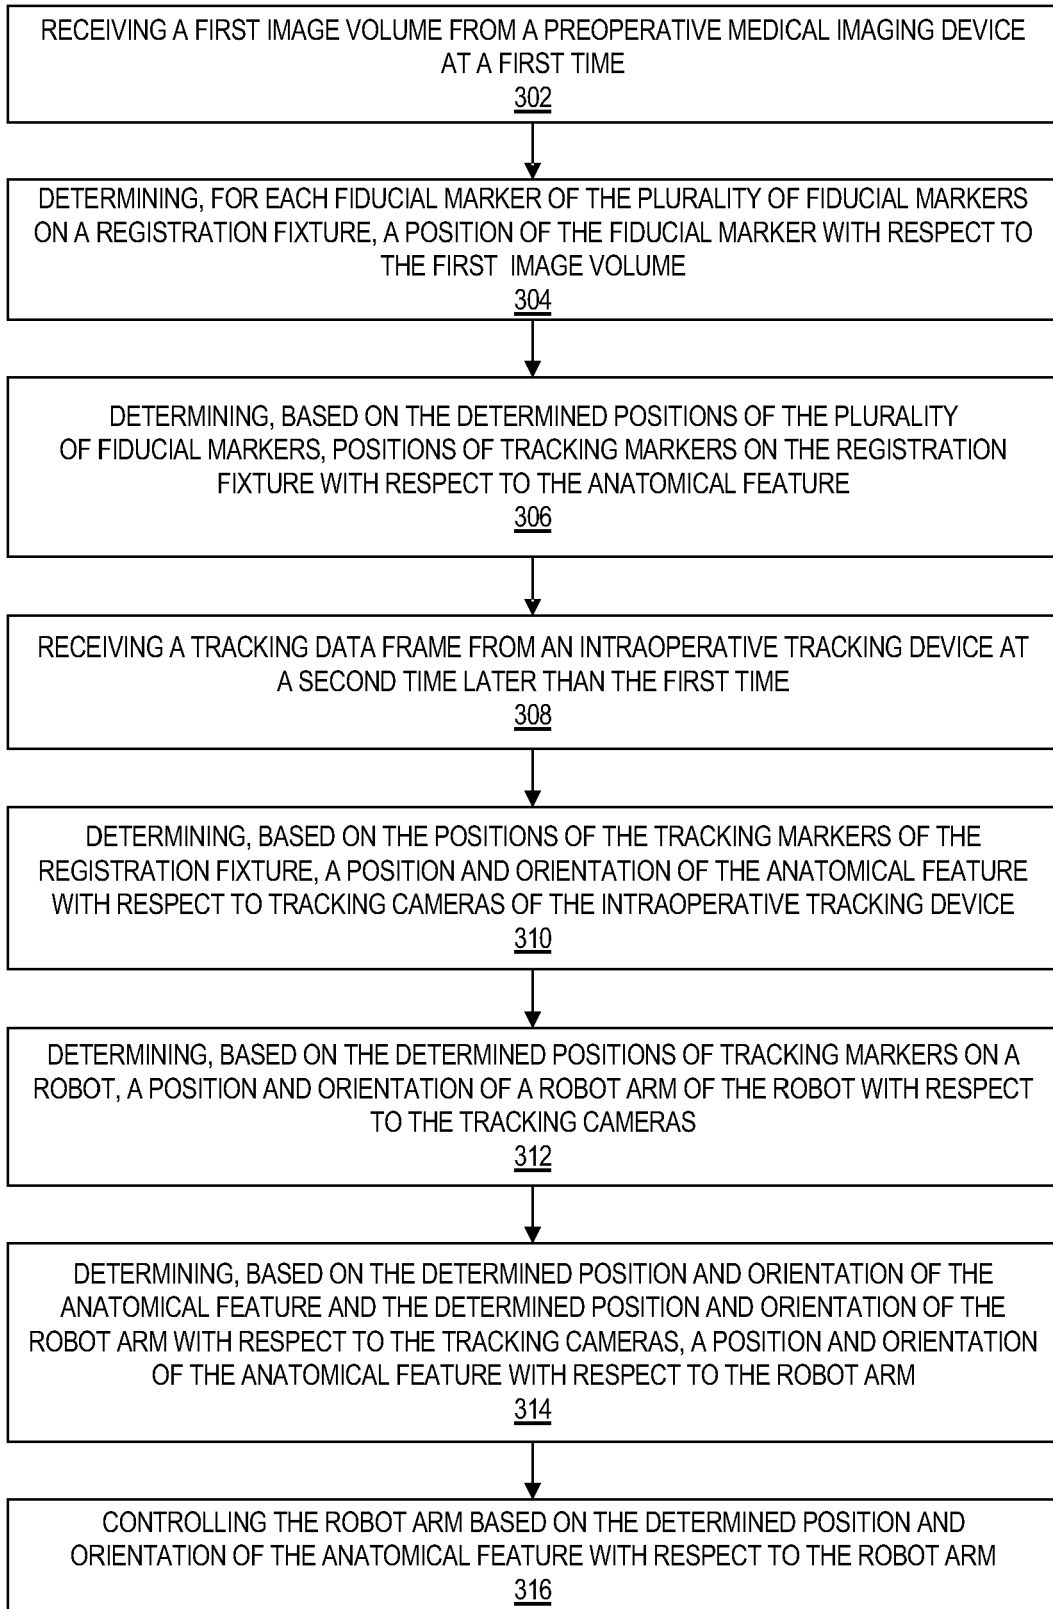 RECEIVING A FIRST IMAGE VOLUME FROM A PREOPERATIVE MEDICAL IMAGING DEVICE
AT A FIRST TIME
302
DETERMINING, FOR EACH FIDUCIAL MARKER OF THE PLURALITY OF FIDUCIAL MARKERS
ON A REGISTRATION FIXTURE, A POSITION OF THE FIDUCIAL MARKER WITH RESPECT TO
THE FIRST IMAGE VOLUME
304
DETERMINING, BASED ON THE DETERMINED POSITIONS OF THE PLURALITY
OF FIDUCIAL MARKERS, POSITIONS OF TRACKING MARKERS ON THE REGISTRATION
FIXTURE WITH RESPECT TO THE ANATOMICAL FEATURE
306
RECEIVING A TRACKING DATA FRAME FROM AN INTRAOPERATIVE TRACKING DEVICE AT
A SECOND TIME LATER THAN THE FIRST TIME
308
DETERMINING, BASED ON THE POSITIONS OF THE TRACKING MARKERS OF THE
REGISTRATION FIXTURE, A POSITION AND ORIENTATION OF THE ANATOMICAL FEATURE
WITH RESPECT TO TRACKING CAMERAS OF THE INTRAOPERATIVE TRACKING DEVICE
310
DETERMINING, BASED ON THE DETERMINED POSITIONS OF TRACKING MARKERS ON A
ROBOT, A POSITION AND ORIENTATION OF A ROBOT ARM OF THE ROBOT WITH RESPECT
TO THE TRACKING CAMERAS
312
DETERMINING, BASED ON THE DETERMINED POSITION AND ORIENTATION OF THE
ANATOMICAL FEATURE AND THE DETERMINED POSITION AND ORIENTATION OF THE
ROBOT ARM WITH RESPECT TO THE TRACKING CAMERAS, A POSITION AND ORIENTATION
OF THE ANATOMICAL FEATURE WITH RESPECT TO THE ROBOT ARM
314
CONTROLLING THE ROBOT ARM BASED ON THE DETERMINED POSITION AND
ORIENTATION OF THE ANATOMICAL FEATURE WITH RESPECT TO THE ROBOT ARM
316